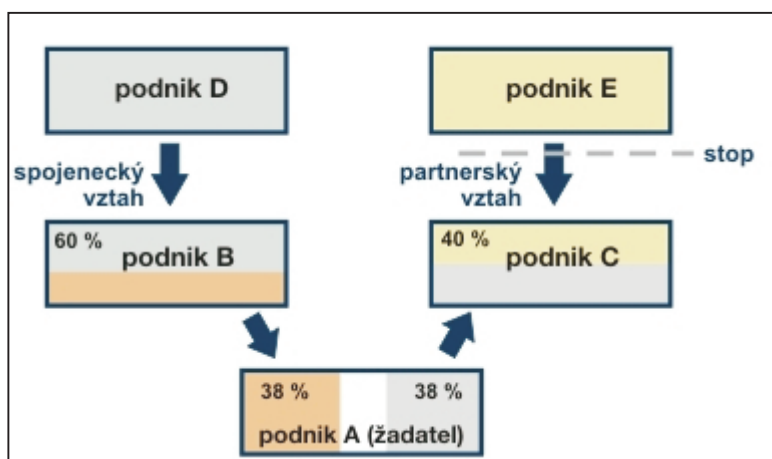 podnik D
podnik E
spojenecký
vztah
partnerský
vztah
stop
60 %
podnik B
40 %
podnik C
38 %
38 %
podnik A (žadatel)